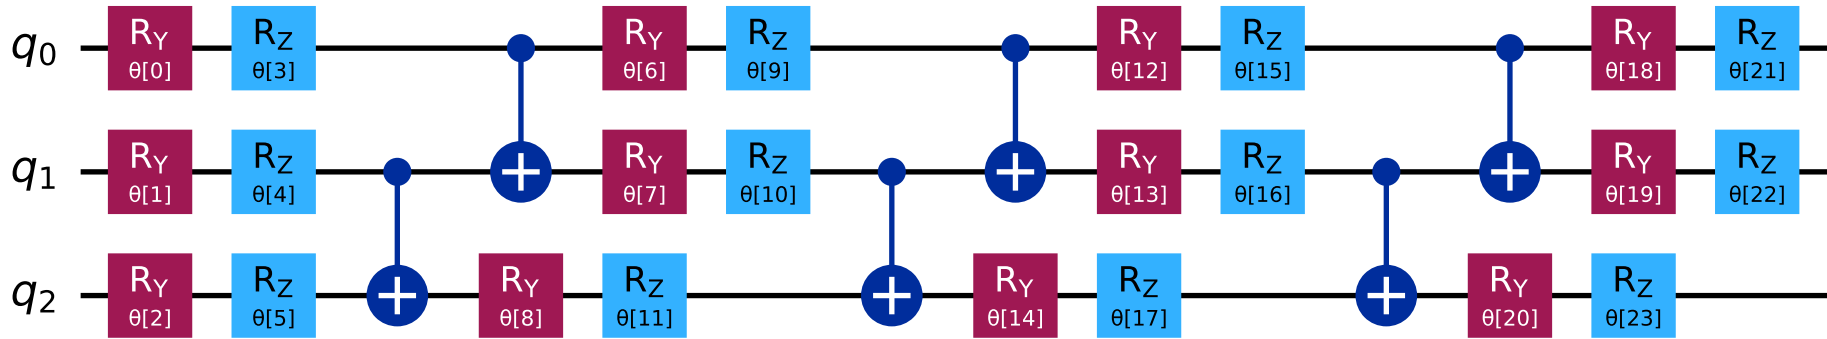 q0 RY RZ RY RZ RY RZ RY RZ
θ[0] θ[3] θ[6] θ[9] θ[12] θ[15] θ[18] θ[21]
q1 RY RZ RY RZ RY RZ RY RZ
θ[1] θ[4] θ[7] θ[10] θ[13] θ[16] θ[19] θ[22]
q2 RY RZ RY RZ RY RZ RY RZ
θ[2] θ[5] θ[8] θ[11] θ[14] θ[17] θ[20] θ[23]